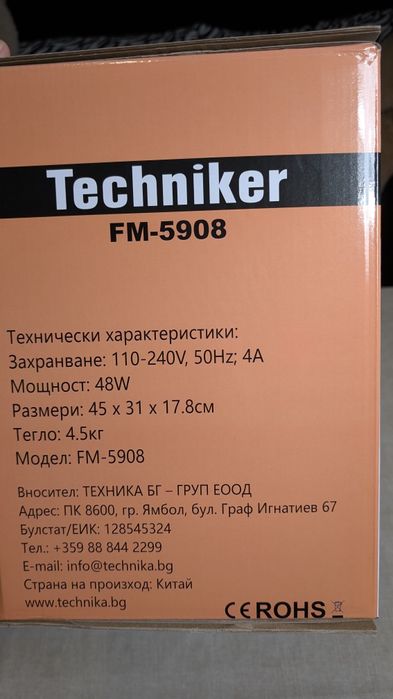 Techniker
FM-5908
Технически характеристики:
Захранване: 110-240V, 50Hz; 4A
Мощност: 48W
Размери: 45 x 31 x 17.8см
Тегло: 4.5кг
Модел: FM-5908
Вносител: ТЕХНИКА БГ – ГРУП ЕООД
Адрес: ПК 8600, гр. Ямбол, бул. Граф Игнатиев 67
Булстат/ЕИК: 128545324
Тел.: +359 88 844 2299
E-mail: info@technika.bg
Страна на произход: Китай
www.technika.bg
CE ROHS